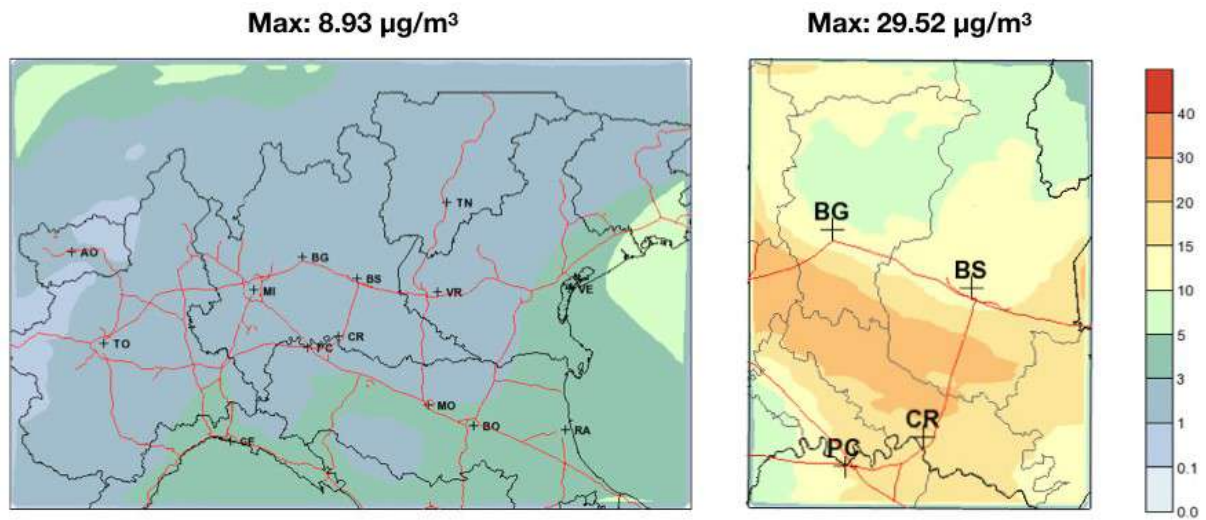 Max: 8.93 µg/m³
Max: 29.52 µg/m³
TN
AO
BG
BS
MI
VR
VE
TO
CR
PC
MO
BO
RA
GE
BG
BS
CR
PC
40
30
20
15
10
5
3
1
0.1
0.0